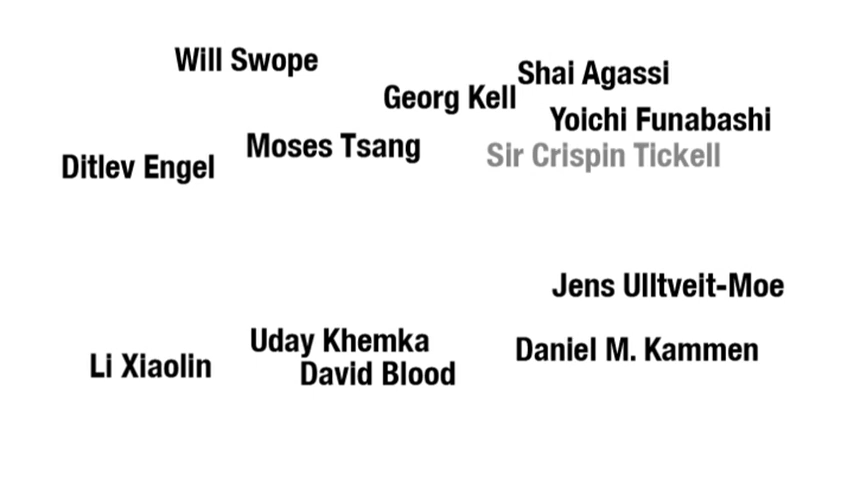 Will Swope
Shai Agassi
Georg Kell
Yoichi Funabashi
Moses Tsang
Sir Crispin Tickell
Ditlev Engel
Jens Ulltveit-Moe
Uday Khemka
Daniel M. Kammen
Li Xiaolin
David Blood